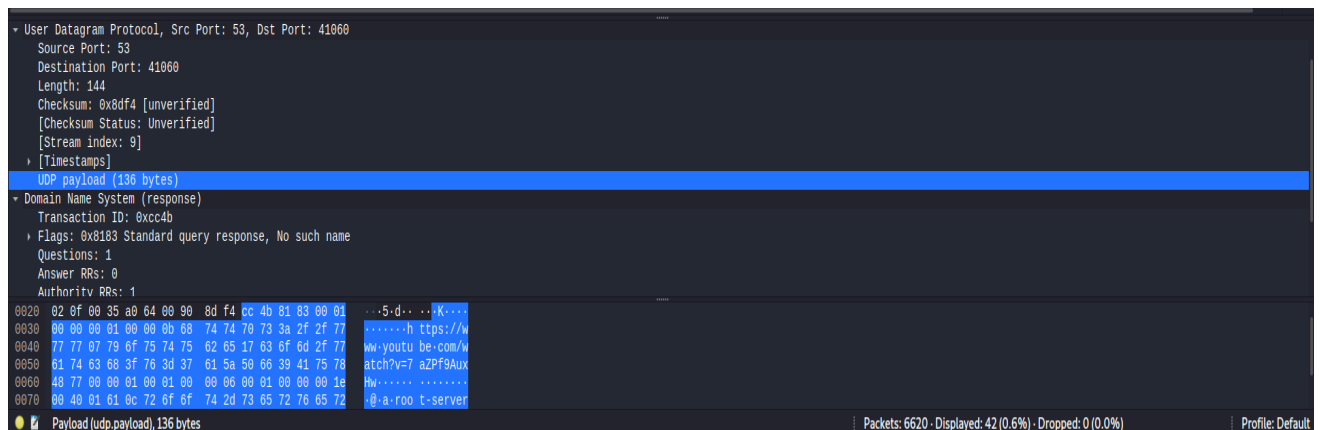 User Datagram Protocol, Src Port: 53, Dst Port: 41060
Source Port: 53
Destination Port: 41060
Length: 144
Checksum: 0x8df4 [unverified]
[Checksum Status: Unverified]
[Stream index: 9]
[Timestamps]
UDP payload (136 bytes)
Domain Name System (response)
Transaction ID: 0xcc4b
Flags: 0x8183 Standard query response, No such name
Questions: 1
Answer RRs: 0
Authority RRs: 1
0020 02 0f 00 35 a0 64 00 90 8d f4 cc 4b 81 83 00 01 ···5·d·· ···K····
0030 00 00 00 01 00 00 0b 68 74 74 70 73 3a 2f 2f 77 ·······h ttps://w
0040 77 77 07 79 6f 75 74 75 62 65 17 63 6f 6d 2f 77 ww·youtu be·com/w
0050 61 74 63 68 3f 76 3d 37 61 5a 50 66 39 41 75 78 atch?v=7 aZPf9Aux
0060 48 77 00 00 01 00 01 00 00 06 00 01 00 00 00 1e Hw······ ········
0070 00 40 01 61 0c 72 6f 6f 74 2d 73 65 72 76 65 72 ·@·a·roo t-server
Payload (udp.payload), 136 bytes Packets: 6620 · Displayed: 42 (0.6%) · Dropped: 0 (0.0%) Profile: Default